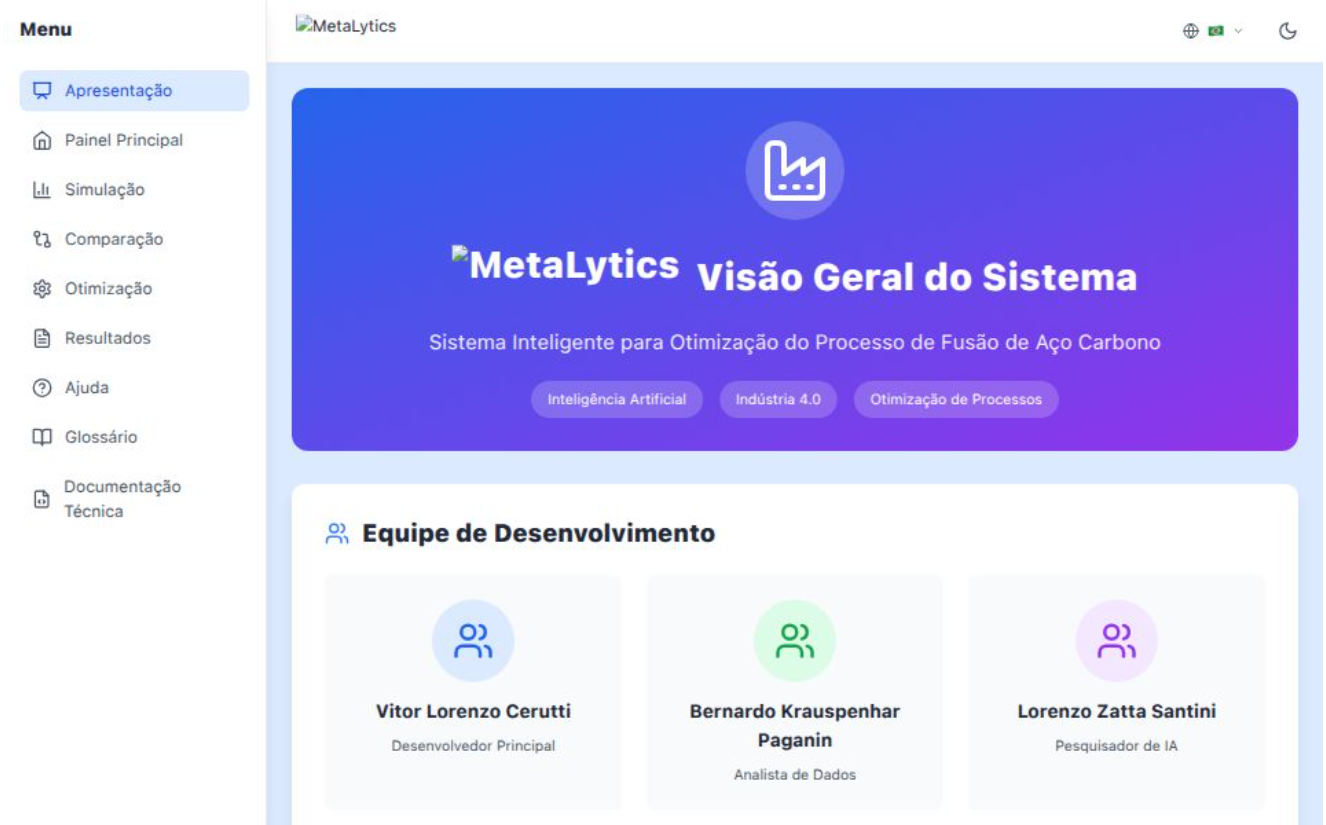 Menu
Apresentação
Painel Principal
Simulação
Comparação
Otimização
Resultados
Ajuda
Glossário
Documentação
Técnica
MetaLytics
MetaLytics Visão Geral do Sistema
Sistema Inteligente para Otimização do Processo de Fusão de Aço Carbono
Inteligência Artificial
Indústria 4.0
Otimização de Processos
Equipe de Desenvolvimento
Vitor Lorenzo Cerutti
Desenvolvedor Principal
Bernardo Krauspenhar
Paganin
Analista de Dados
Lorenzo Zatta Santini
Pesquisador de IA